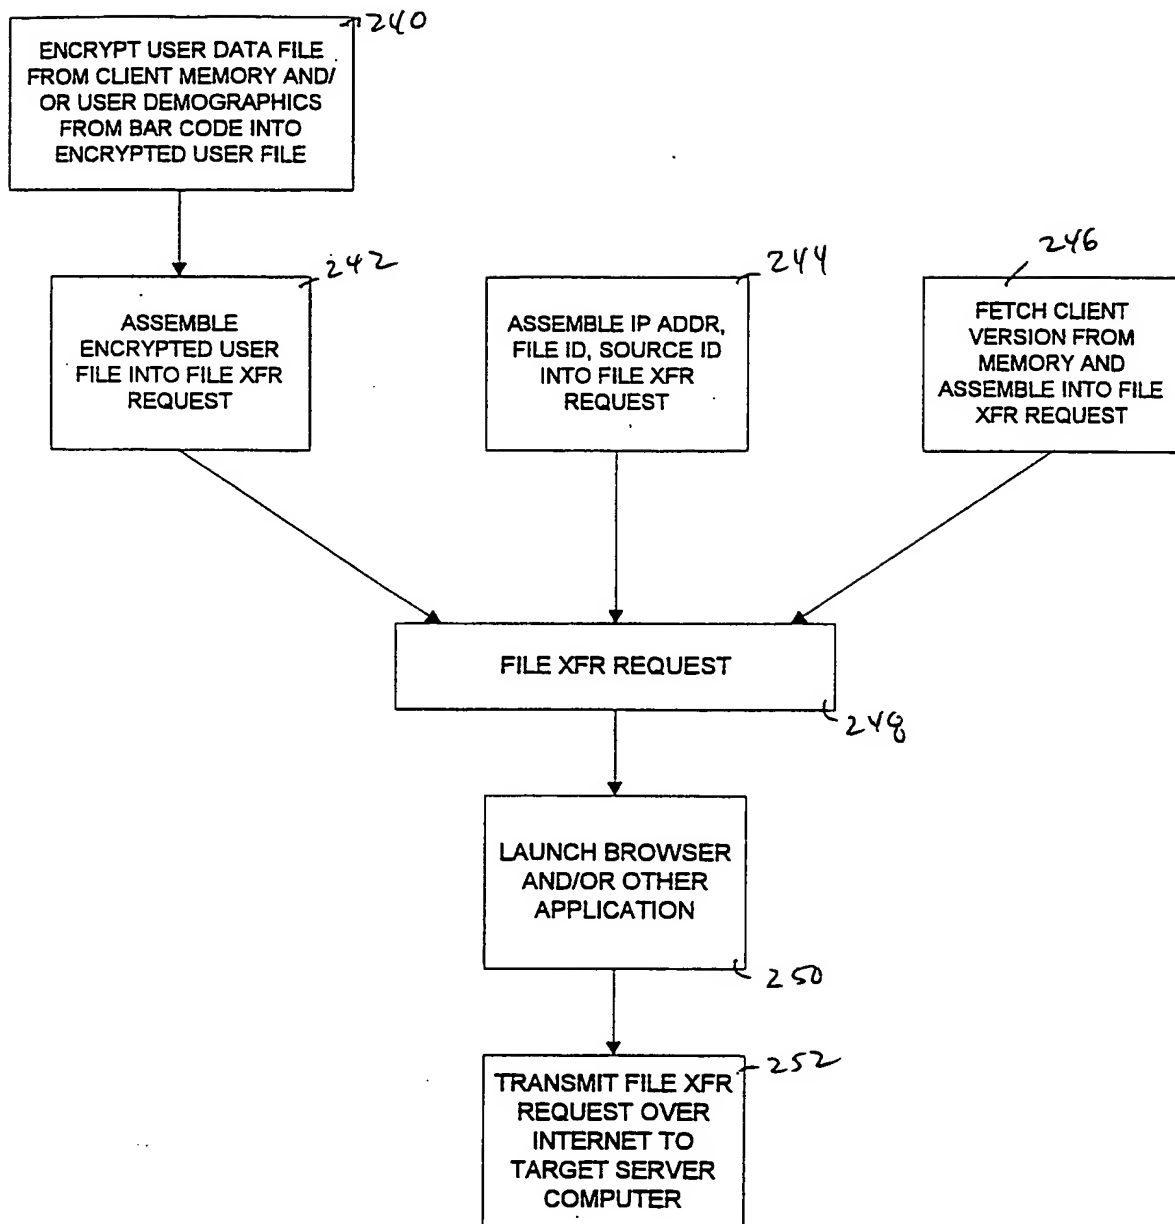 240
ENCRYPT USER DATA FILE
FROM CLIENT MEMORY AND/
OR USER DEMOGRAPHICS
FROM BAR CODE INTO
ENCRYPTED USER FILE
242
ASSEMBLE
ENCRYPTED USER
FILE INTO FILE XFR
REQUEST
244
ASSEMBLE IP ADDR,
FILE ID, SOURCE ID
INTO FILE XFR
REQUEST
246
FETCH CLIENT
VERSION FROM
MEMORY AND
ASSEMBLE INTO FILE
XFR REQUEST
FILE XFR REQUEST
248
LAUNCH BROWSER
AND/OR OTHER
APPLICATION
250
252
TRANSMIT FILE XFR
REQUEST OVER
INTERNET TO
TARGET SERVER
COMPUTER